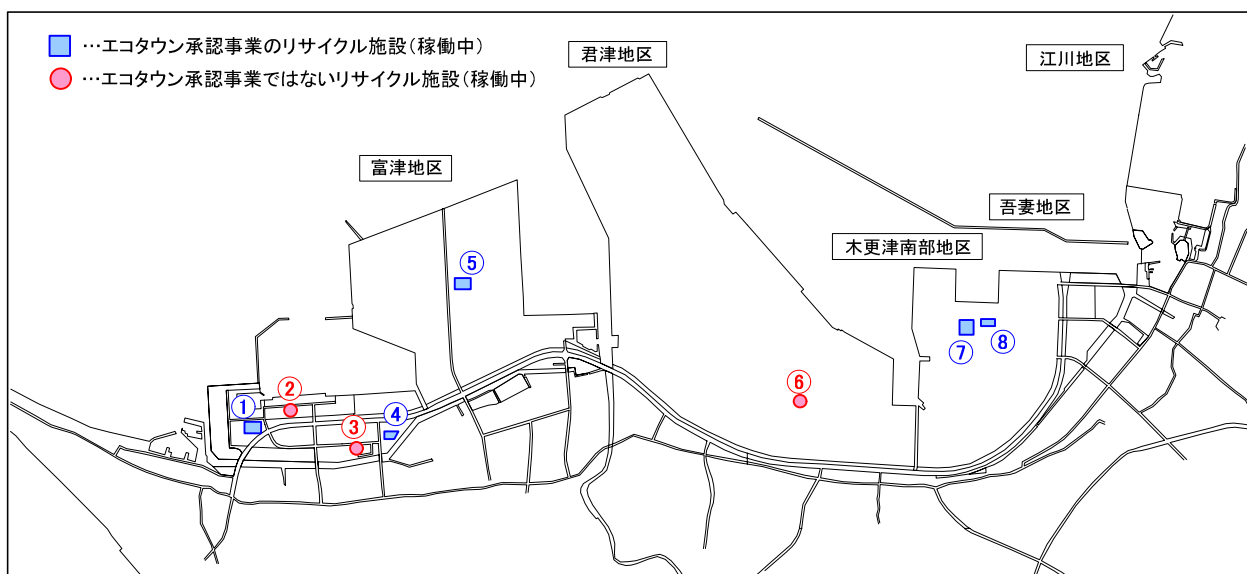 …エコタウン承認事業のリサイクル施設(稼働中)
…エコタウン承認事業ではないリサイクル施設(稼働中)
君津地区
江川地区
富津地区
吾妻地区
木更津南部地区
⑤
⑦
⑧
⑥
①
②
③
④